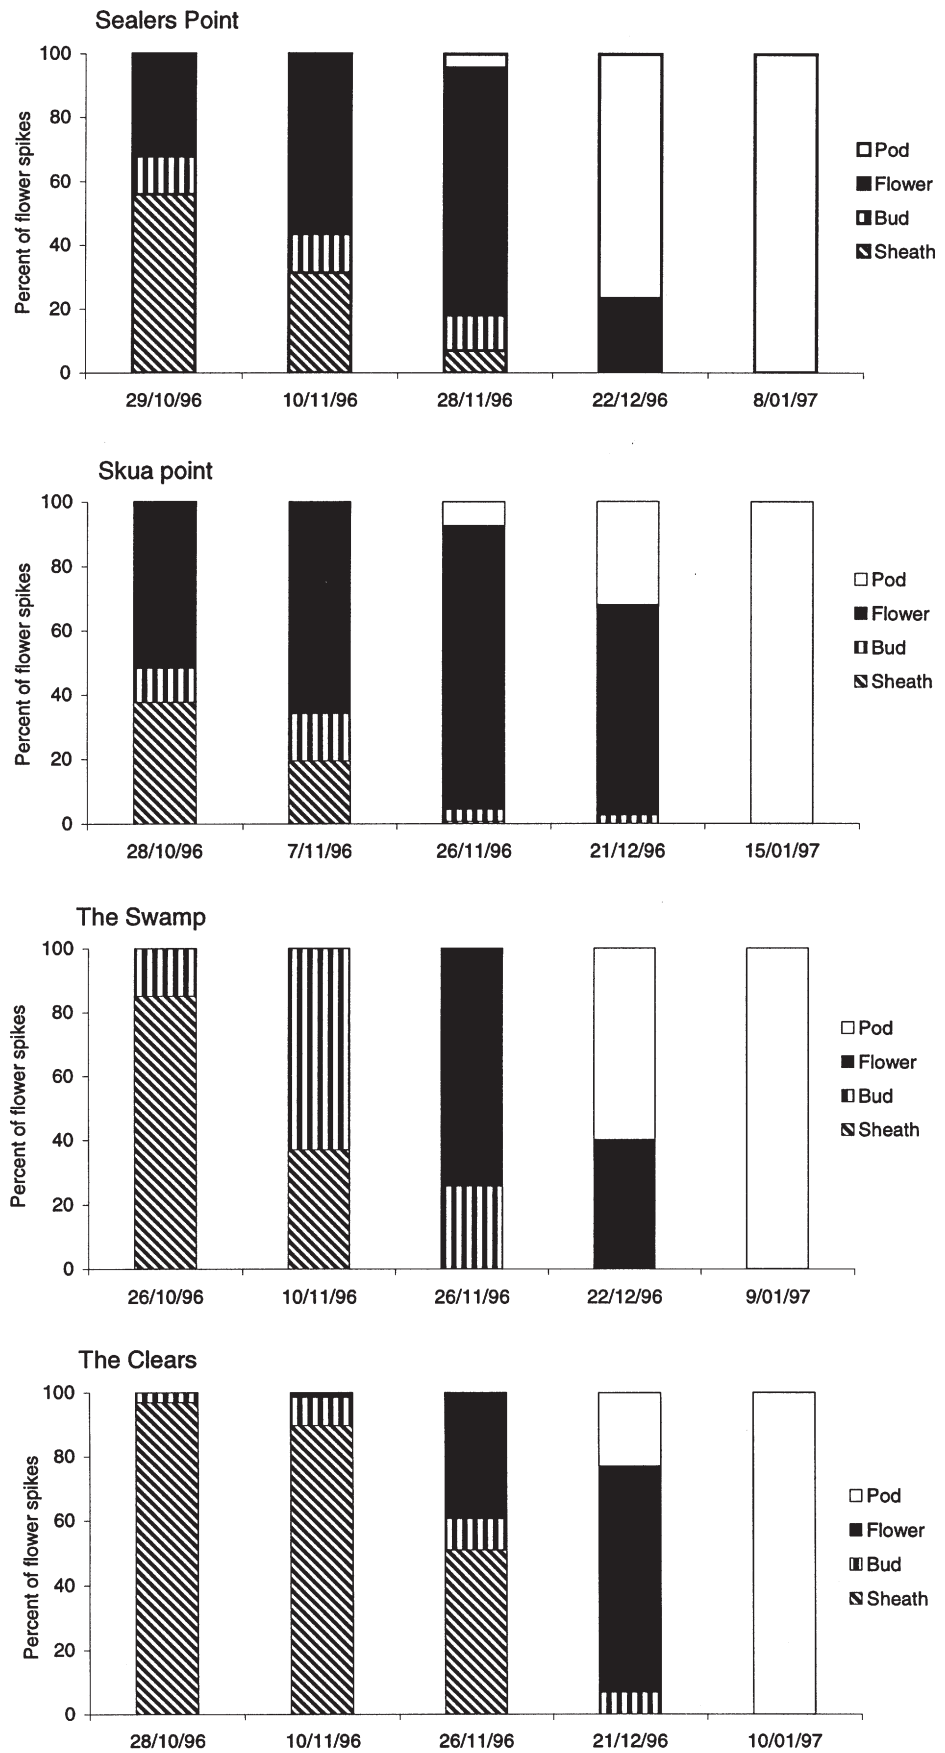 Sealers Point
Percent of flower spikes
100
80
60
40
20
0
29/10/96 10/11/96 28/11/96 22/12/96 8/01/97
Pod
Flower
Bud
Sheath
Skua point
Percent of flower spikes
100
80
60
40
20
0
28/10/96 7/11/96 26/11/96 21/12/96 15/01/97
Pod
Flower
Bud
Sheath
The Swamp
Percent of flower spikes
100
80
60
40
20
0
26/10/96 10/11/96 26/11/96 22/12/96 9/01/97
Pod
Flower
Bud
Sheath
The Clears
Percent of flower spikes
100
80
60
40
20
0
28/10/96 10/11/96 26/11/96 21/12/96 10/01/97
Pod
Flower
Bud
Sheath